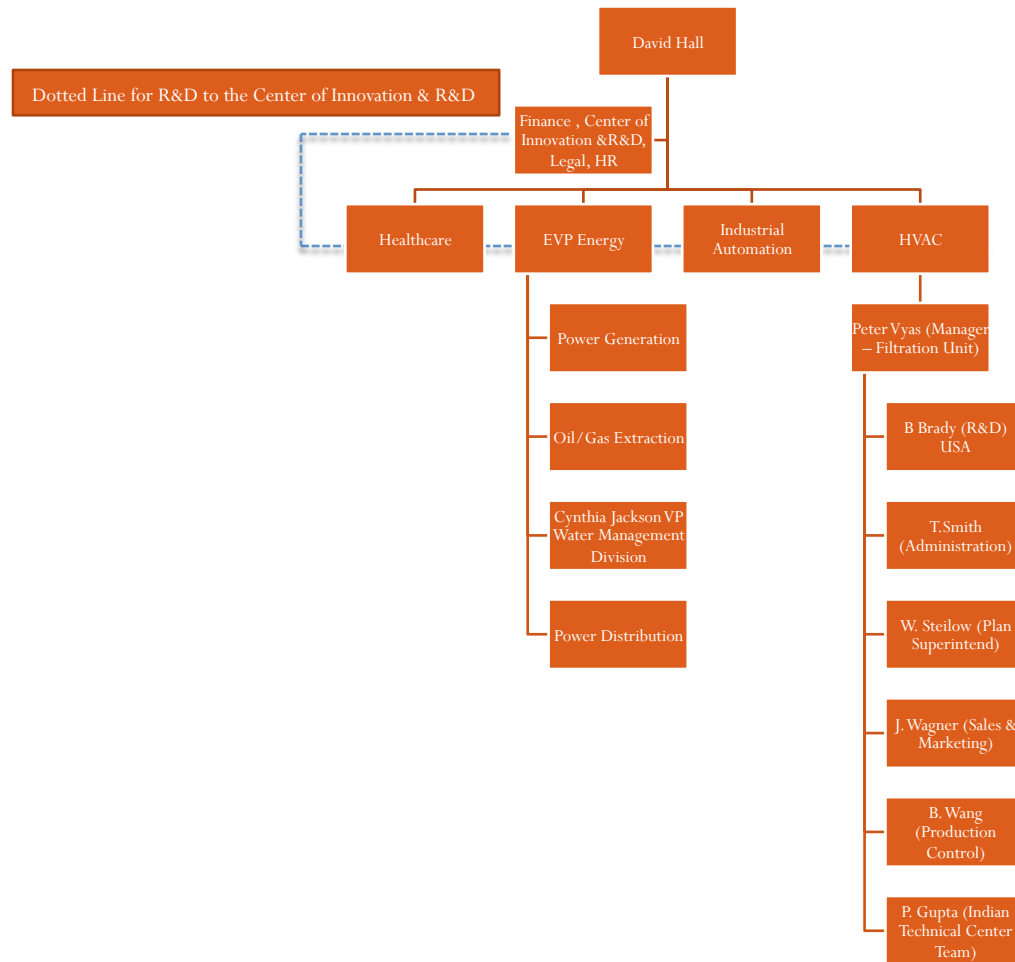 David Hall
Dotted Line for R&D to the Center of Innovation & R&D
Finance , Center of
Innovation &R&D,
Legal, HR
Healthcare
EVP Energy
Industrial
Automation
HVAC
Power Generation
Oil/Gas Extraction
Cynthia Jackson VP
Water Management
Division
Power Distribution
Peter Vyas (Manager
– Filtration Unit)
B Brady (R&D)
USA
T.Smith
(Administration)
W. Steilow (Plan
Superintend)
J. Wagner (Sales &
Marketing)
B. Wang
(Production
Control)
P. Gupta (Indian
Technical Center
Team)